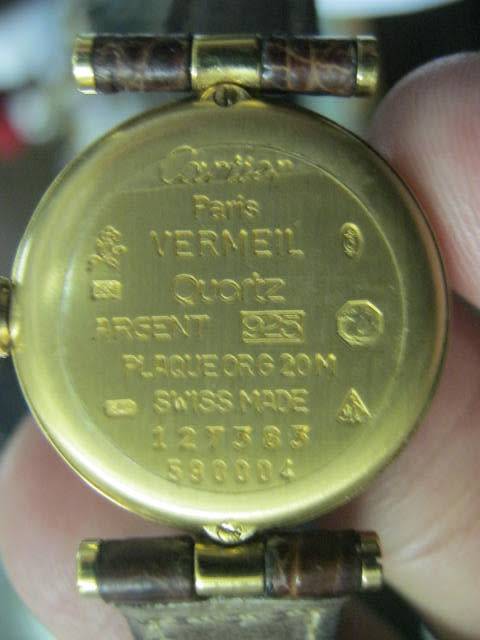 Cartier
Paris
VERMEIL
Quartz
ARGENT 925
PLAQUE OR G 20 M
SWISS MADE
127383
590004